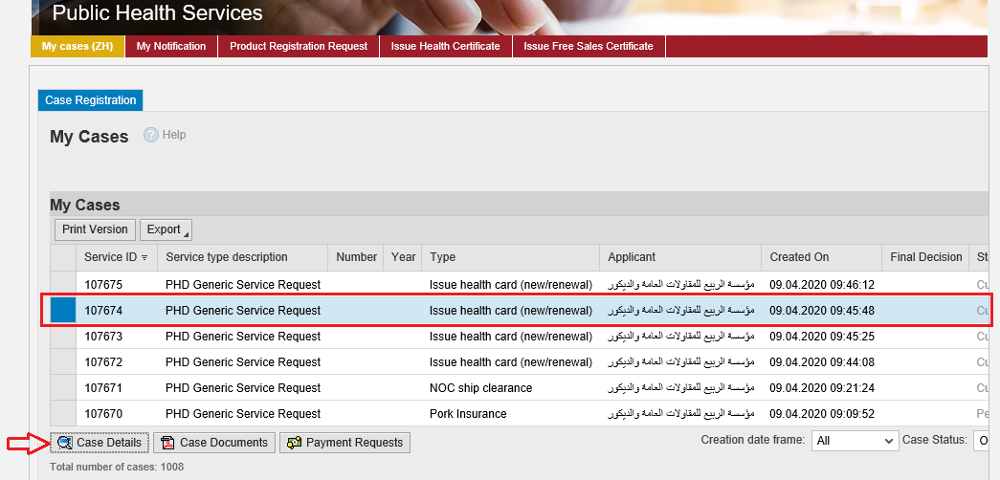 Public Health Services
My cases (ZH) My Notification Product Registration Request Issue Health Certificate Issue Free Sales Certificate
Case Registration
My Cases Help
My Cases
Print Version Export
Service ID Service type description Number Year Type Applicant Created On Final Decision
107675 PHD Generic Service Request Issue health card (new/renewal) مؤسسة الربيع للمقاولات العامة والديكور 09.04.2020 09:46:12
107674 PHD Generic Service Request Issue health card (new/renewal) مؤسسة الربيع للمقاولات العامة والديكور 09.04.2020 09:45:48
107673 PHD Generic Service Request Issue health card (new/renewal) مؤسسة الربيع للمقاولات العامة والديكور 09.04.2020 09:45:25
107672 PHD Generic Service Request Issue health card (new/renewal) مؤسسة الربيع للمقاولات العامة والديكور 09.04.2020 09:44:08
107671 PHD Generic Service Request NOC ship clearance مؤسسة الربيع للمقاولات العامة والديكور 09.04.2020 09:21:24
107670 PHD Generic Service Request Pork Insurance مؤسسة الربيع للمقاولات العامة والديكور 09.04.2020 09:09:52
Case Details Case Documents Payment Requests Creation date frame: All Case Status:
Total number of cases: 1008